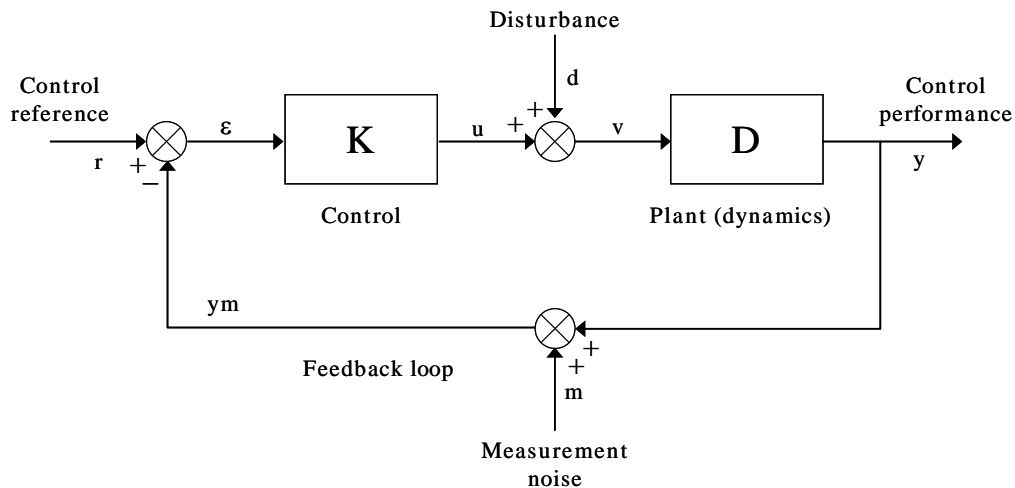 Disturbance
d
Control
reference
r
+
−
ε
K
Control
u
+
+
v
D
Plant (dynamics)
Control
performance
y
ym
Feedback loop
+
+
m
Measurement
noise